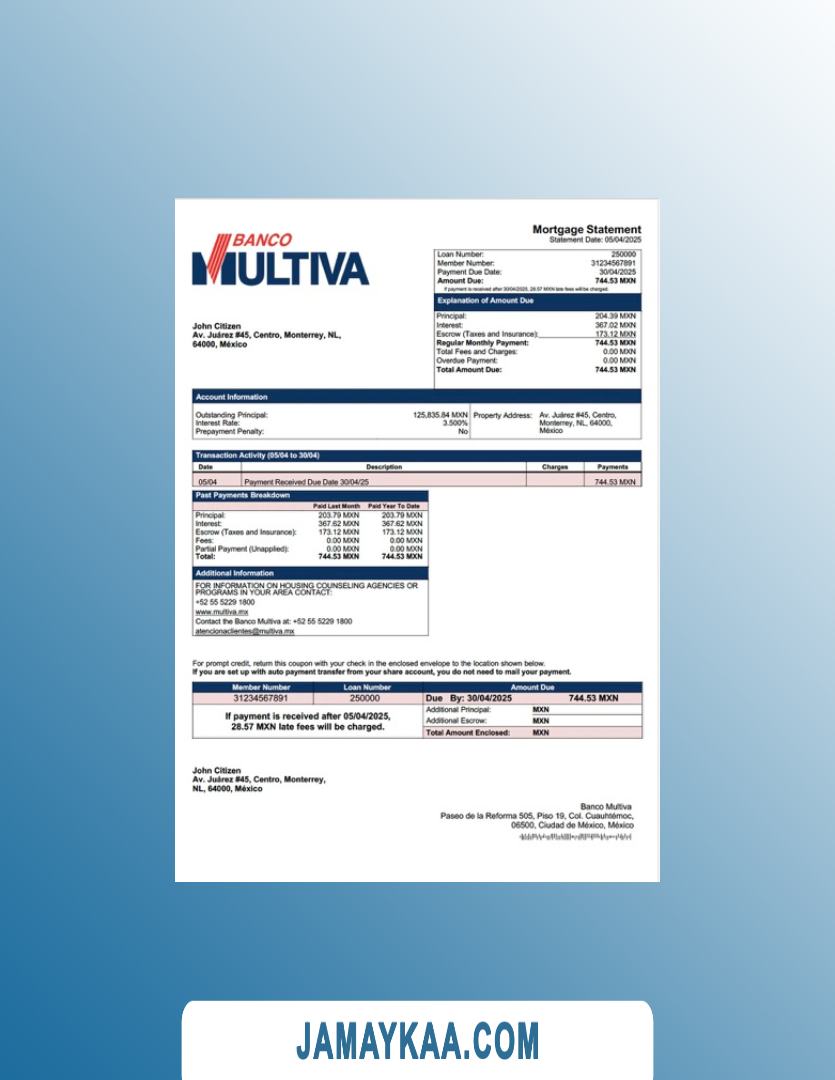 BANCO
MULTIVA
Mortgage Statement
Statement Date: 05/04/2025
Loan Number: 250000
Member Number: 31234567891
Payment Due Date: 30/04/2025
Amount Due: 744.53 MXN
If payment is received after 30/04/2025, 28.57 MXN late fees will be charged.
Explanation of Amount Due
Principal: 204.39 MXN
Interest: 367.02 MXN
Escrow (Taxes and Insurance): 173.12 MXN
Regular Monthly Payment: 744.53 MXN
Total Fees and Charges: 0.00 MXN
Overdue Payment: 0.00 MXN
Total Amount Due: 744.53 MXN
John Citizen
Av. Juárez #45, Centro, Monterrey, NL,
64000, México
Account Information
Outstanding Principal: 125,835.84 MXN
Interest Rate: 3.500%
Prepayment Penalty: No
Property Address: Av. Juárez #45, Centro,
Monterrey, NL, 64000,
México
Transaction Activity (05/04 to 30/04)
Date Description Charges Payments
05/04 Payment Received Due Date 30/04/25 744.53 MXN
Past Payments Breakdown
Paid Last Month Paid Year To Date
Principal: 203.79 MXN 203.79 MXN
Interest: 367.62 MXN 367.62 MXN
Escrow (Taxes and Insurance): 173.12 MXN 173.12 MXN
Fees: 0.00 MXN 0.00 MXN
Partial Payment (Unapplied): 0.00 MXN 0.00 MXN
Total: 744.53 MXN 744.53 MXN
Additional Information
FOR INFORMATION ON HOUSING COUNSELING AGENCIES OR
PROGRAMS IN YOUR AREA CONTACT:
+52 55 5229 1800
www.multiva.mx
Contact the Banco Multiva at: +52 55 5229 1800
atencionaclientes@multiva.mx
For prompt credit, return this coupon with your check in the enclosed envelope to the location shown below.
If you are set up with auto payment transfer from your share account, you do not need to mail your payment.
Member Number Loan Number Amount Due
31234567891 250000 Due By: 30/04/2025 744.53 MXN
If payment is received after 05/04/2025,
28.57 MXN late fees will be charged.
Additional Principal: MXN
Additional Escrow: MXN
Total Amount Enclosed: MXN
John Citizen
Av. Juárez #45, Centro, Monterrey,
NL, 64000, México
Banco Multiva
Paseo de la Reforma 505, Piso 19, Col. Cuauhtémoc,
06500, Ciudad de México, México
JAMAYKAA.COM